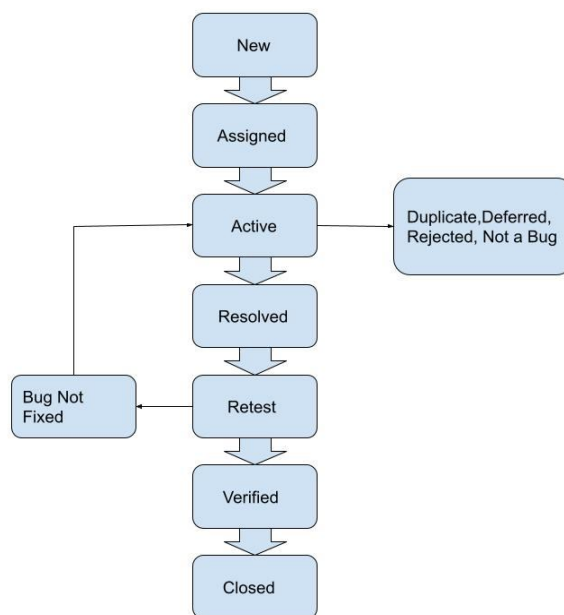 New
Assigned
Active
Duplicate,Deferred,
Rejected, Not a Bug
Resolved
Bug Not
Fixed
Retest
Verified
Closed